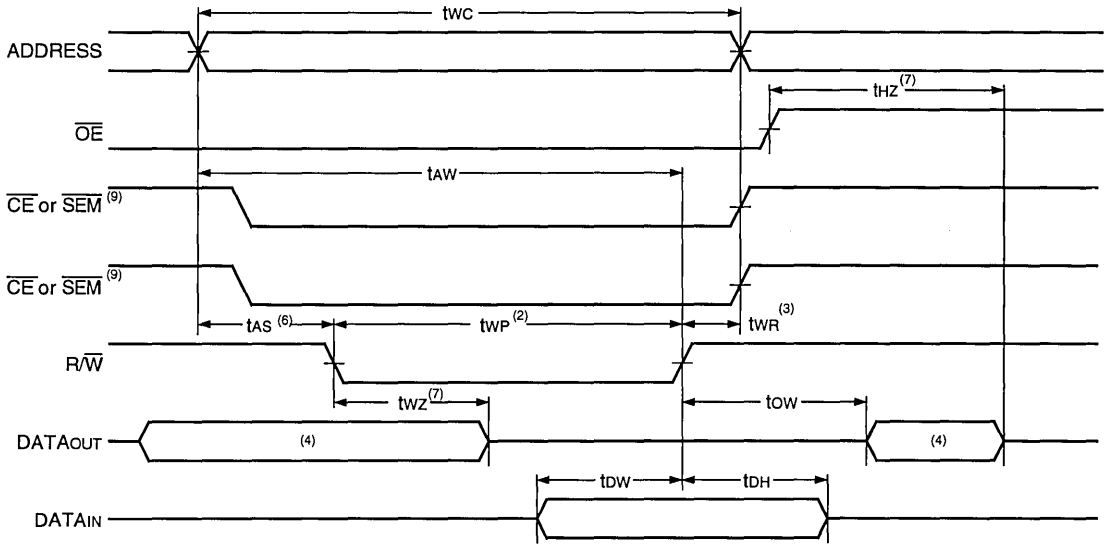 tWC
ADDRESS
tHZ (7)
OE
tAW
CE or SEM (9)
CE or SEM (9)
tAS (6) tWP (2) tWR (3)
R/W
tWZ (7) tOW
DATAOUT (4) (4)
tDW tDH
DATAIN